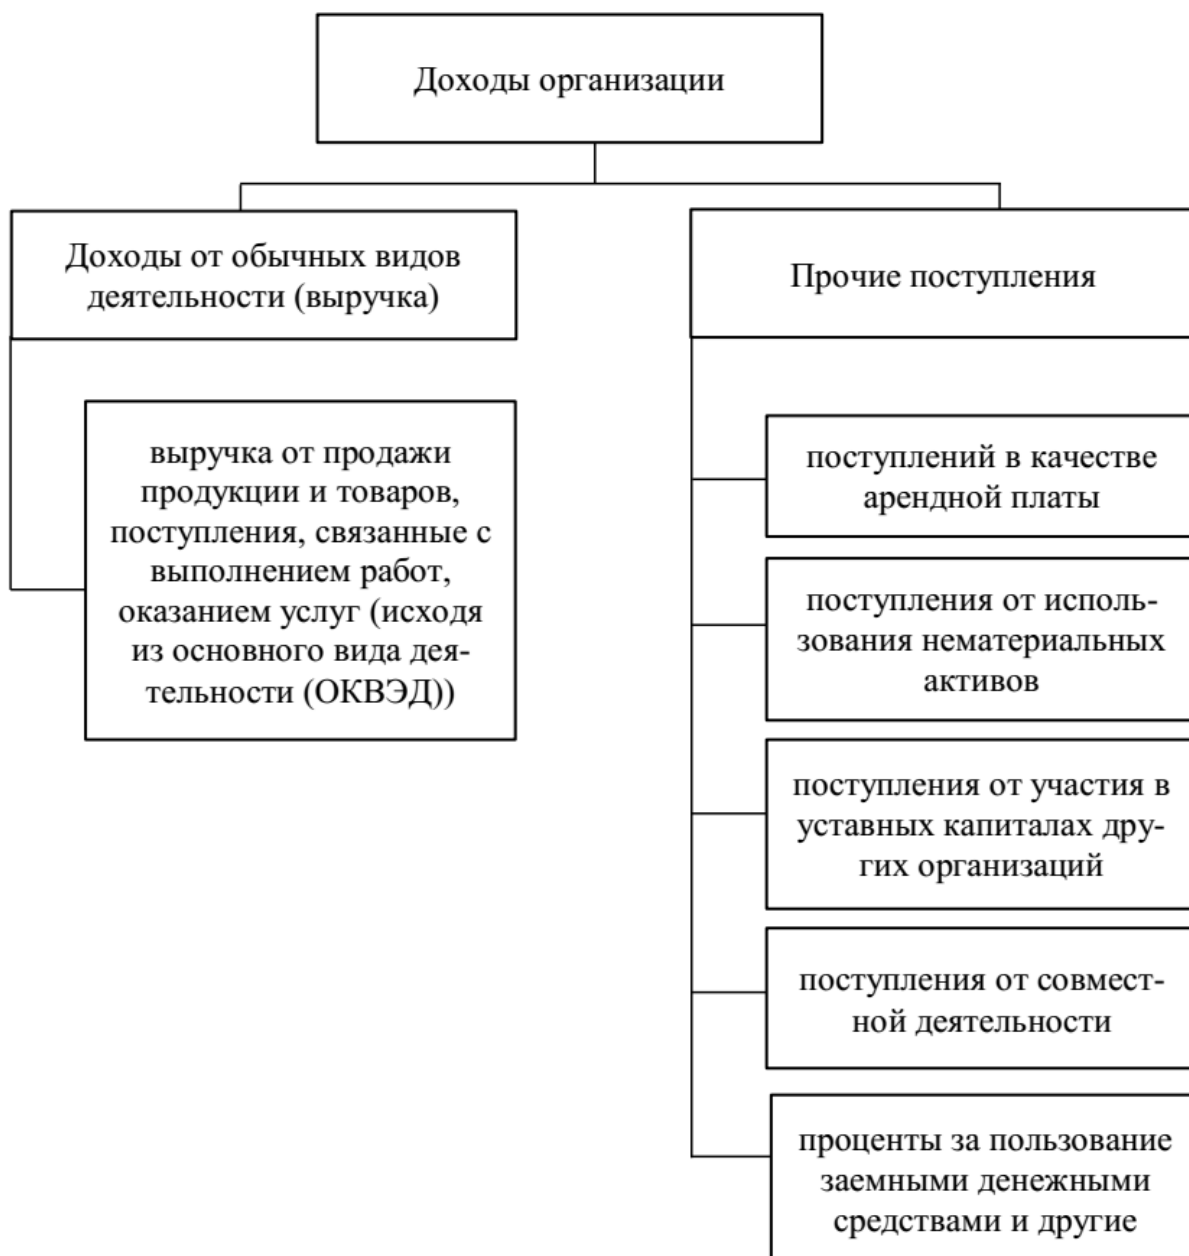 Доходы организации
Доходы от обычных видов
деятельности (выручка)
выручка от продажи
продукции и товаров,
поступления, связанные с
выполнением работ,
оказанием услуг (исходя
из основного вида дея-
тельности (ОКВЭД))
Прочие поступления
поступлений в качестве
арендной платы
поступления от исполь-
зования нематериальных
активов
поступления от участия в
уставных капиталах дру-
гих организаций
поступления от совмест-
ной деятельности
проценты за пользование
заемными денежными
средствами и другие